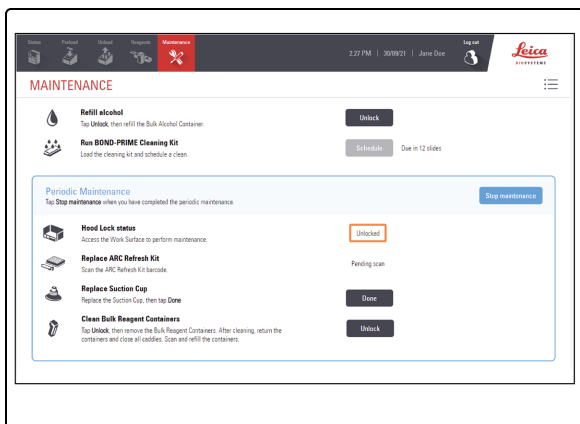 Status Preload Unload Reagents Maintenance
2:27 PM | 30/09/21 | Jane Doe
Log out
Leica
BIOSYSTEMS
MAINTENANCE
Refill alcohol
Tap Unlock, then refill the Bulk Alcohol Container.
Unlock
Run BOND-PRIME Cleaning Kit
Load the cleaning kit and schedule a clean.
Schedule
Due in 12 slides
Periodic Maintenance
Tap Stop maintenance when you have completed the periodic maintenance.
Stop maintenance
Hood Lock status
Access the Work Surface to perform maintenance.
Unlocked
Replace ARC Refresh Kit
Scan the ARC Refresh Kit barcode.
Pending scan
Replace Suction Cup
Replace the Suction Cup, then tap Done
Done
Clean Bulk Reagent Containers
Tap Unlock, then remove the Bulk Reagent Containers. After cleaning, return the
containers and close all caddies. Scan and refill the containers.
Unlock